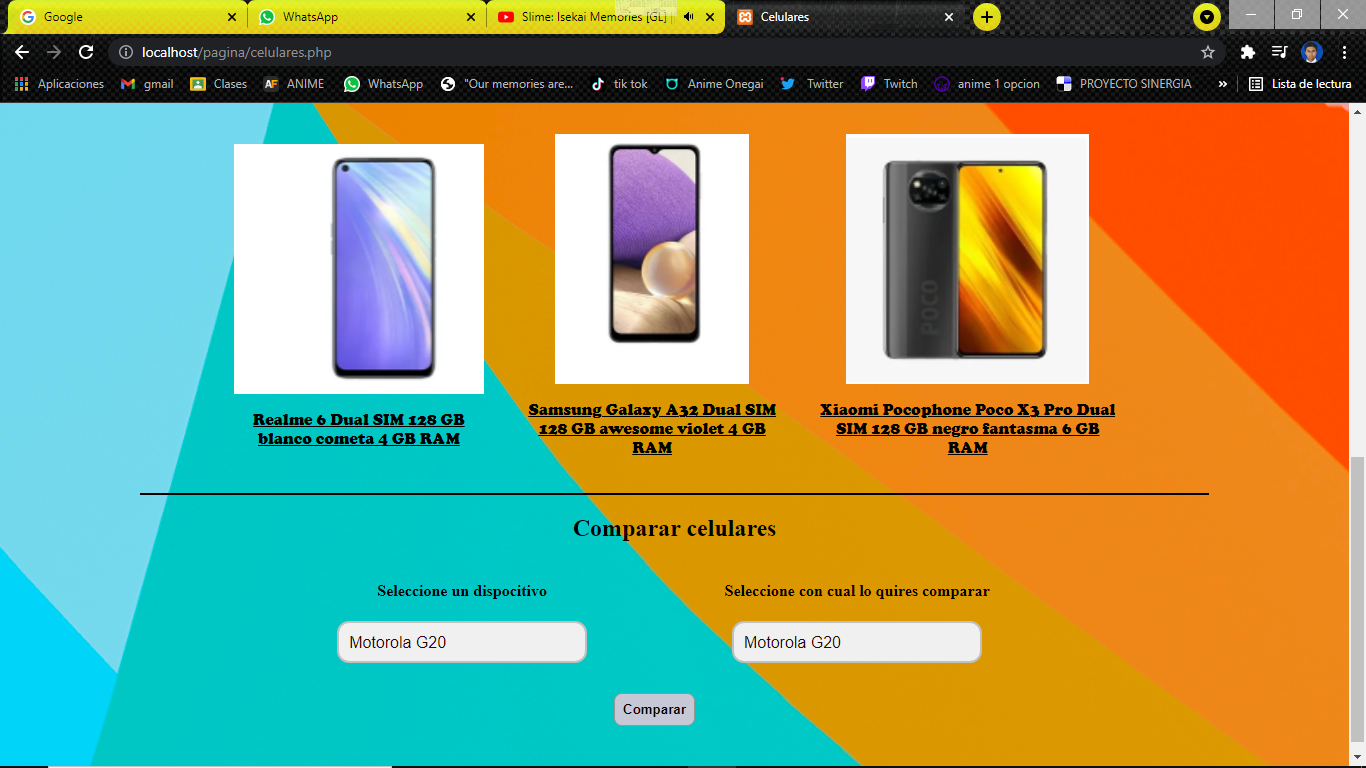 Google
WhatsApp
Slime: Isekai Memories [GL]
Celulares
localhost/pagina/celulares.php
Aplicaciones
gmail
Clases
AF
ANIME
WhatsApp
"Our memories are...
tik tok
Anime Onegai
Twitter
Twitch
anime 1 opcion
PROYECTO SINERGIA
»
Lista de lectura
POCO
Realme 6 Dual SIM 128 GB
blanco cometa 4 GB RAM
Samsung Galaxy A32 Dual SIM
128 GB awesome violet 4 GB
RAM
Xiaomi Pocophone Poco X3 Pro Dual
SIM 128 GB negro fantasma 6 GB
RAM
Comparar celulares
Seleccione un dispocitivo
Seleccione con cual lo quires comparar
Motorola G20
Motorola G20
Comparar